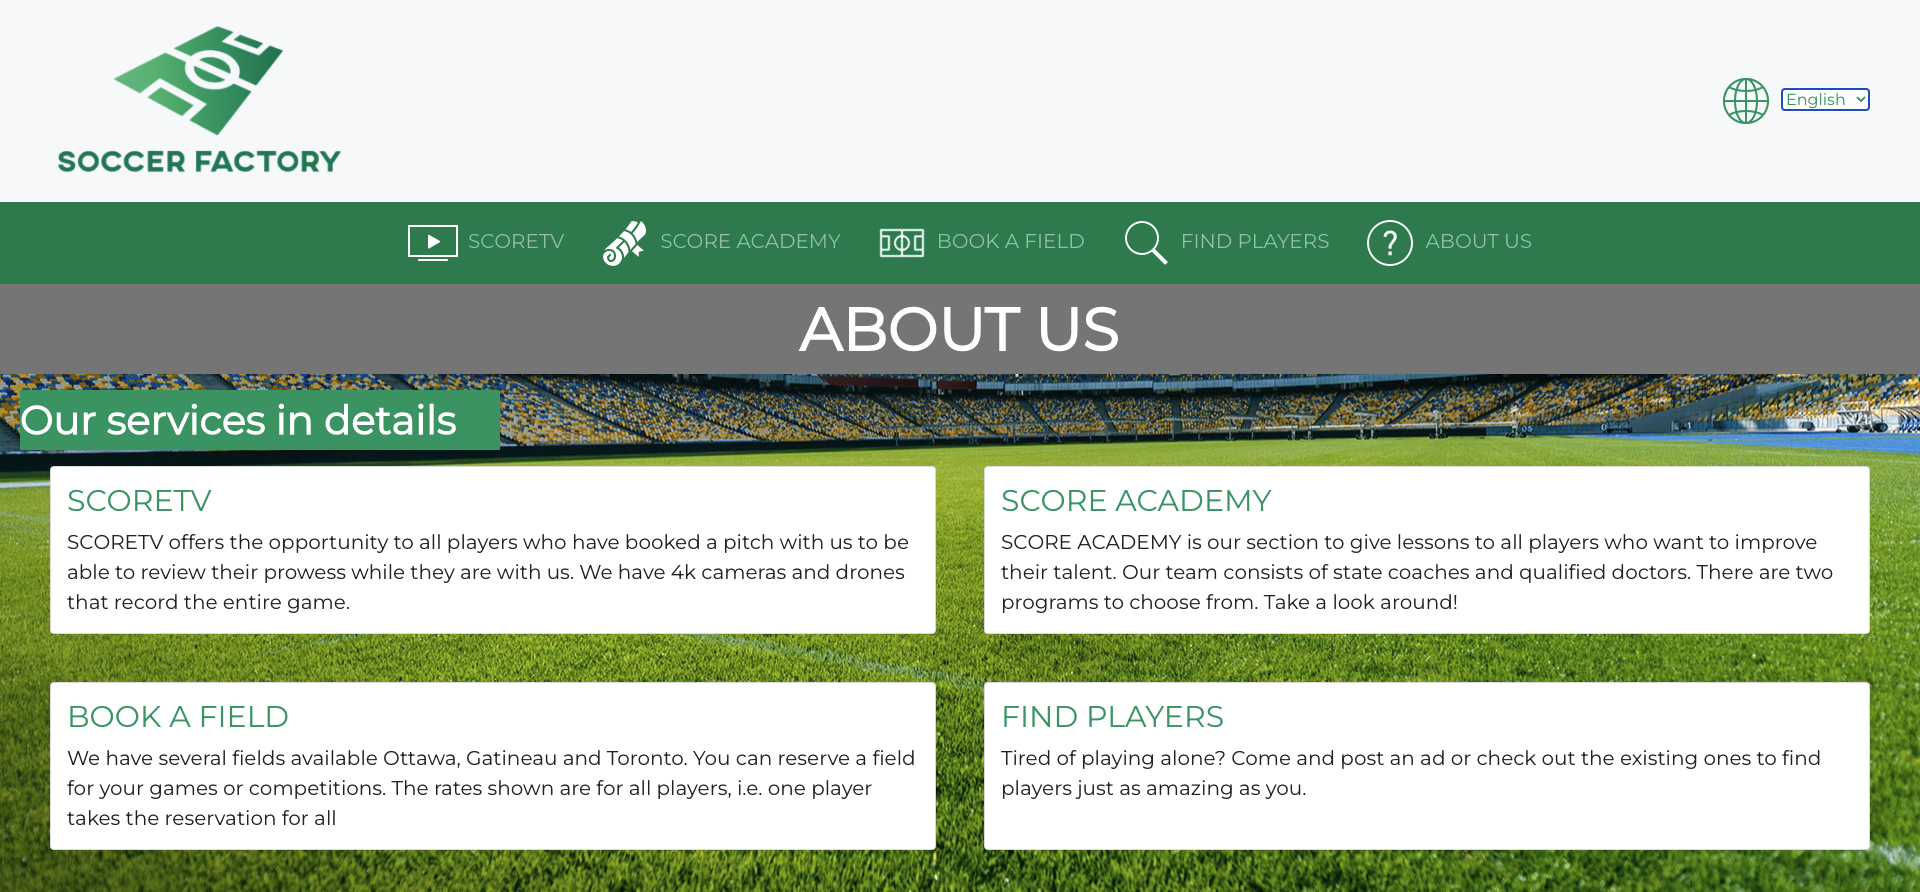 SOCCER FACTORY
English
SCORETV
SCORE ACADEMY
BOOK A FIELD
FIND PLAYERS
ABOUT US
ABOUT US
Our services in details
SCORETV
SCORETV offers the opportunity to all players who have booked a pitch with us to be
able to review their prowess while they are with us. We have 4k cameras and drones
that record the entire game.
SCORE ACADEMY
SCORE ACADEMY is our section to give lessons to all players who want to improve
their talent. Our team consists of state coaches and qualified doctors. There are two
programs to choose from. Take a look around!
BOOK A FIELD
We have several fields available Ottawa, Gatineau and Toronto. You can reserve a field
for your games or competitions. The rates shown are for all players, i.e. one player
takes the reservation for all
FIND PLAYERS
Tired of playing alone? Come and post an ad or check out the existing ones to find
players just as amazing as you.